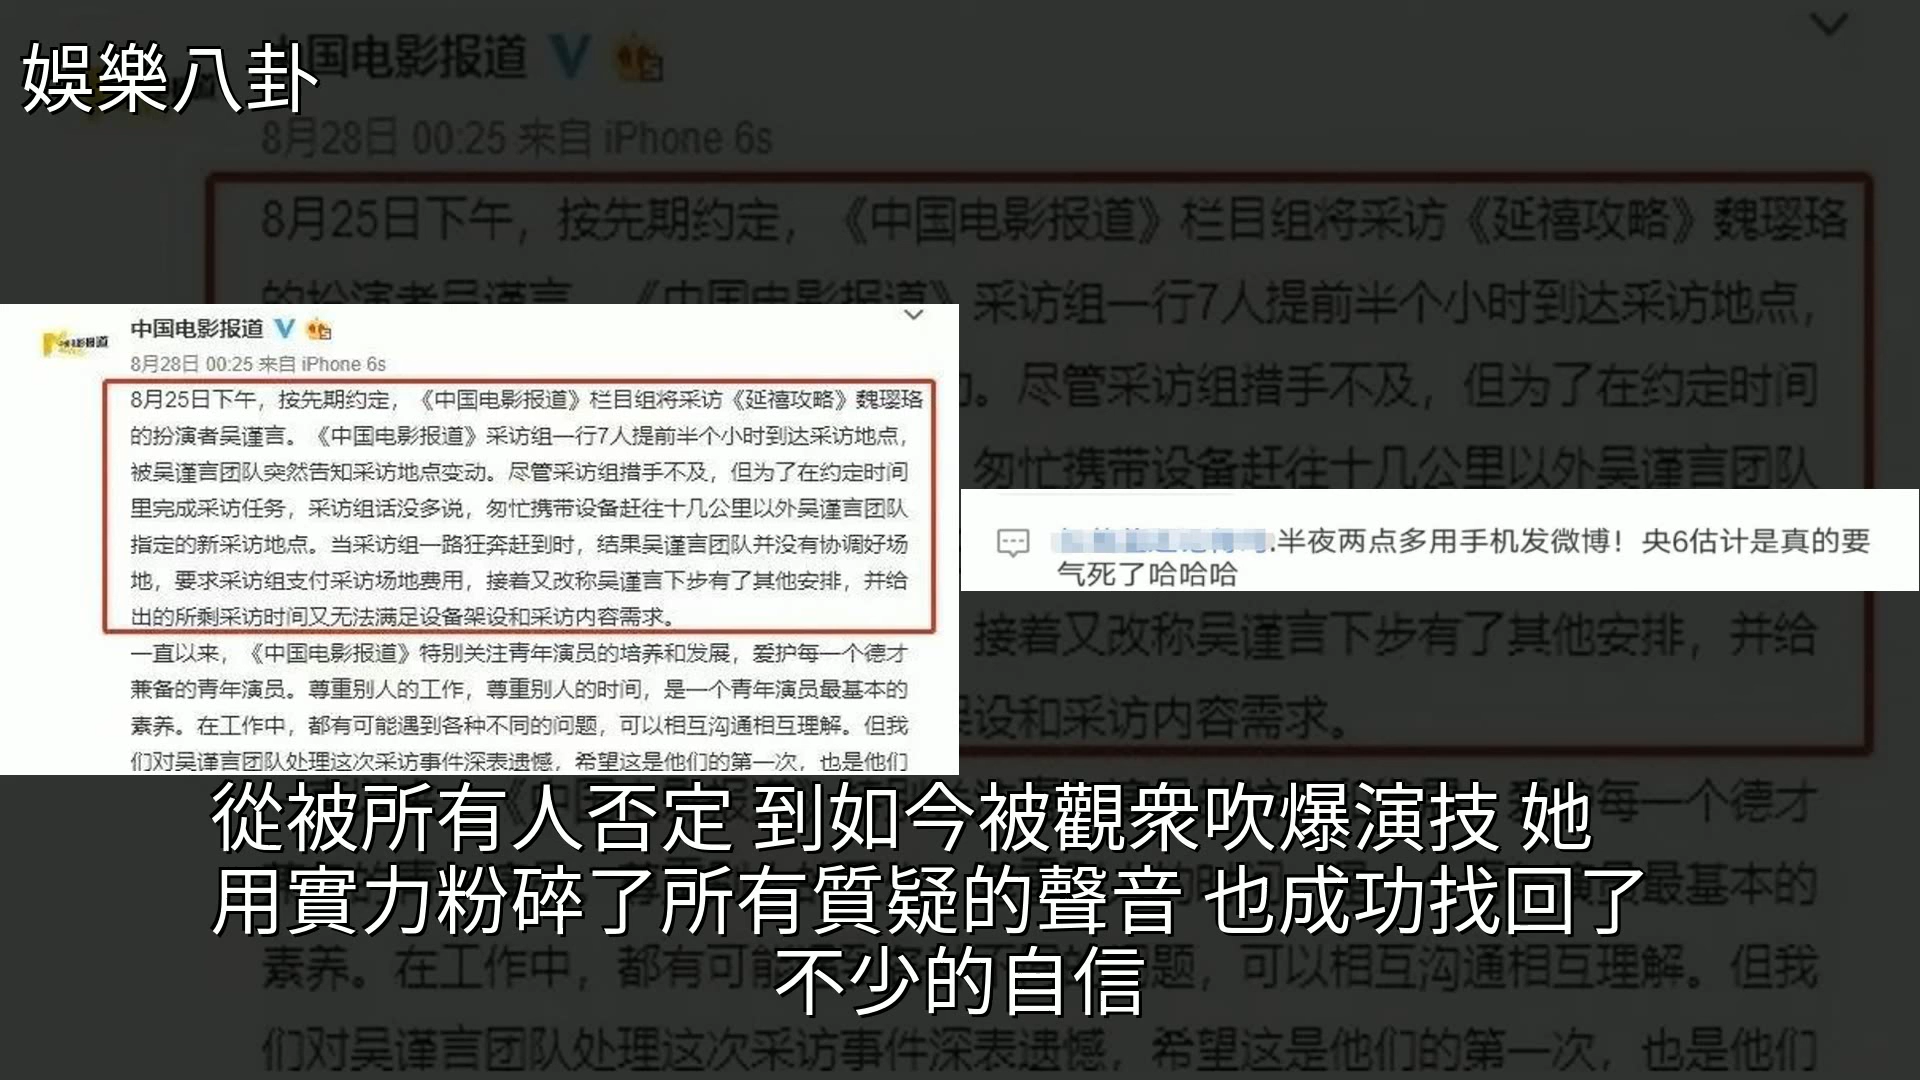 娛樂八卦
中国电影报道
8月28日 00:25 来自 iPhone 6s
8月25日下午，按先期约定，《中国电影报道》栏目组将采访《延禧攻略》魏璎珞
的扮演者吴谨言。《中国电影报道》采访组一行7人提前半个小时到达采访地点，
被吴谨言团队突然告知采访地点变动。尽管采访组措手不及，但为了在约定时间
里完成采访任务，采访组话没多说，匆忙携带设备赶往十几公里以外吴谨言团队
指定的新采访地点。当采访组一路狂奔赶到时，结果吴谨言团队并没有协调好场
地，要求采访组支付采访场地费用，接着又改称吴谨言下步有了其他安排，并给
出的所剩采访时间又无法满足设备架设和采访内容需求。
一直以来，《中国电影报道》特别关注青年演员的培养和发展，爱护每一个德才
兼备的青年演员。尊重别人的工作，尊重别人的时间，是一个青年演员最基本的
素养。在工作中，都有可能遇到各种不同的问题，可以相互沟通相互理解。但我
们对吴谨言团队处理这次采访事件深表遗憾，希望这是他们的第一次，也是他们
:半夜两点多用手机发微博！央6估计是真的要
气死了哈哈哈
從被所有人否定 到如今被觀衆吹爆演技 她
用實力粉碎了所有質疑的聲音 也成功找回了
不少的自信